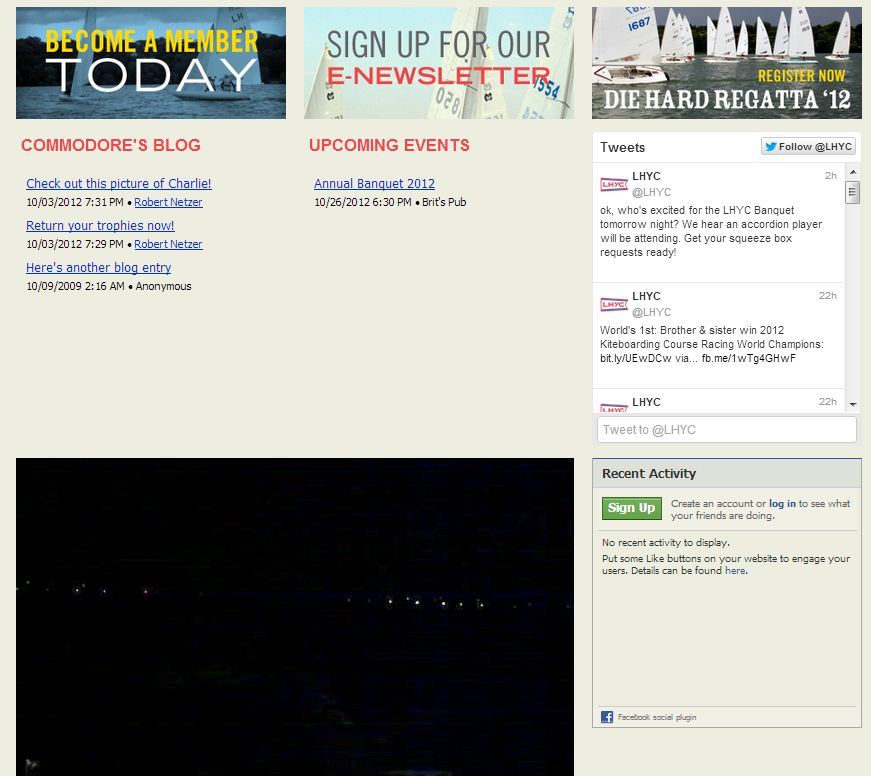 BECOME A MEMBER
TODAY
SIGN UP FOR OUR
E-NEWSLETTER
1687
REGISTER NOW
DIE HARD REGATTA '12
COMMODORE'S BLOG
Check out this picture of Charlie!
10/03/2012 7:31 PM • Robert Netzer
Return your trophies now!
10/03/2012 7:29 PM • Robert Netzer
Here's another blog entry
10/09/2009 2:16 AM • Anonymous
UPCOMING EVENTS
Annual Banquet 2012
10/26/2012 6:30 PM • Brit's Pub
Tweets
Follow @LHYC
LHYC 2h
@LHYC
ok, who's excited for the LHYC Banquet
tomorrow night? We hear an accordion player
will be attending. Get your squeeze box
requests ready!
LHYC 22h
@LHYC
World's 1st: Brother & sister win 2012
Kiteboarding Course Racing World Champions:
bit.ly/UEwDCw via... fb.me/1wTg4GHwF
LHYC 22h
Tweet to @LHYC
Recent Activity
Sign Up
Create an account or log in to see what
your friends are doing.
No recent activity to display.
Put some Like buttons on your website to engage your
users. Details can be found here.
Facebook social plugin